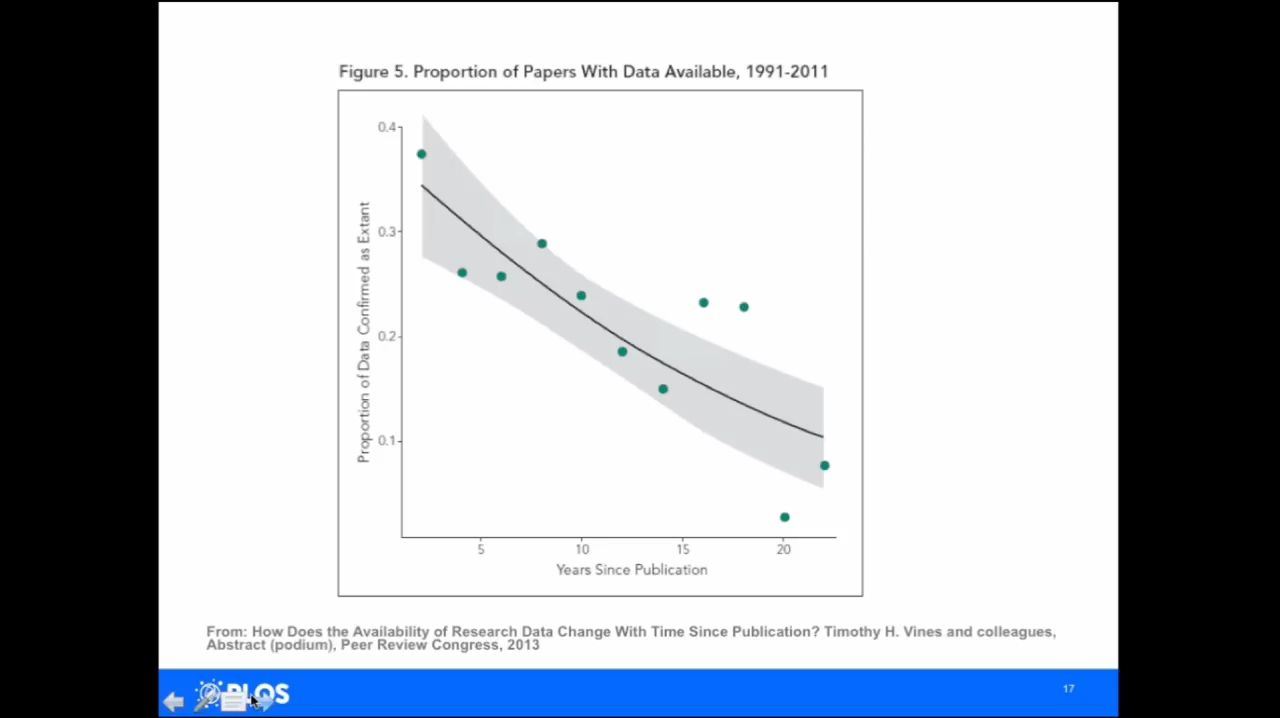 Figure 5. Proportion of Papers With Data Available, 1991-2011
Proportion of Data Confirmed as Extant
0.4
0.3
0.2
0.1
5 10 15 20
Years Since Publication
From: How Does the Availability of Research Data Change With Time Since Publication? Timothy H. Vines and colleagues,
Abstract (podium), Peer Review Congress, 2013
PLOS
17